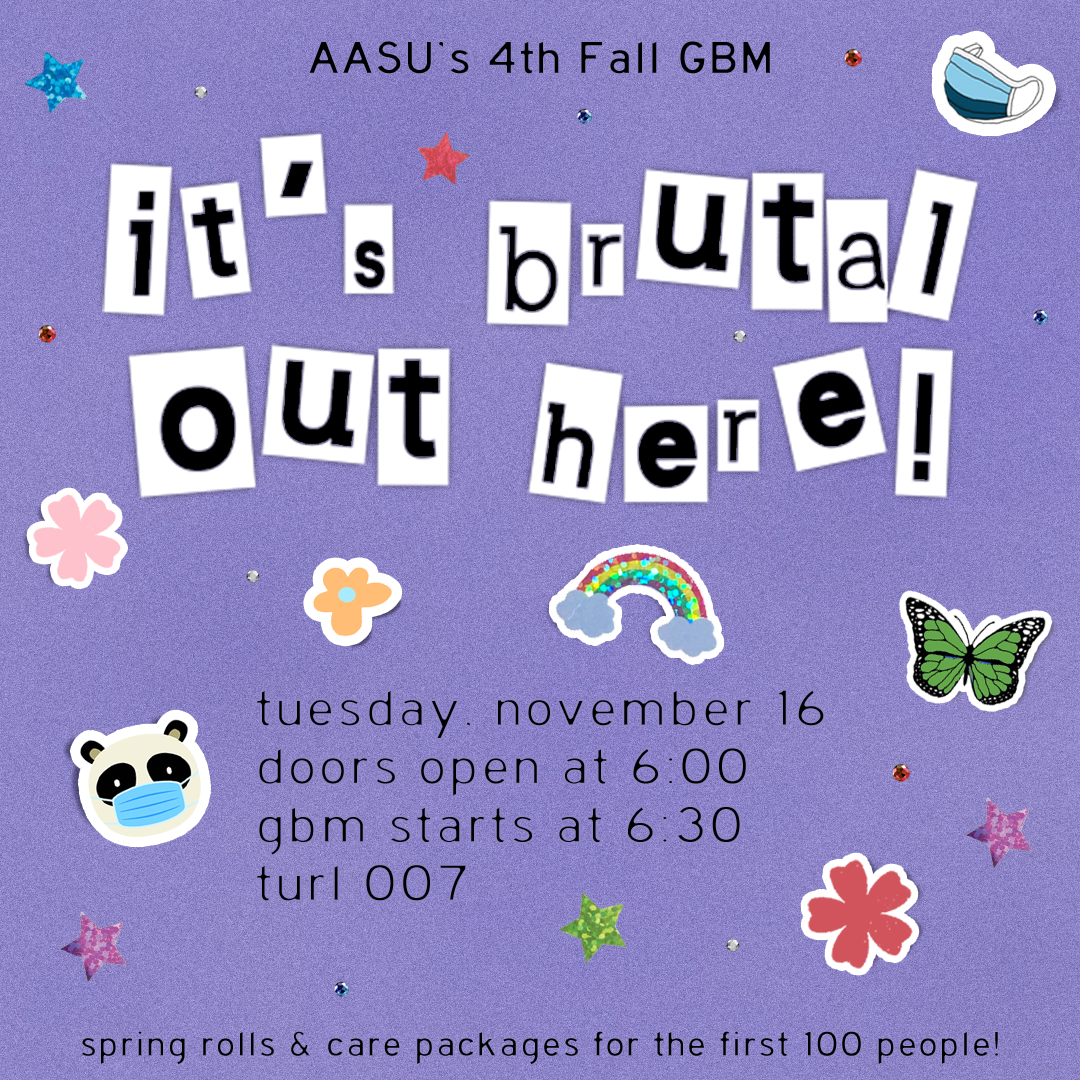 AASU's 4th Fall GBM
it's brutal
out here!
tuesday. november 16
doors open at 6:00
gbm starts at 6:30
turl 007
spring rolls & care packages for the first 100 people!